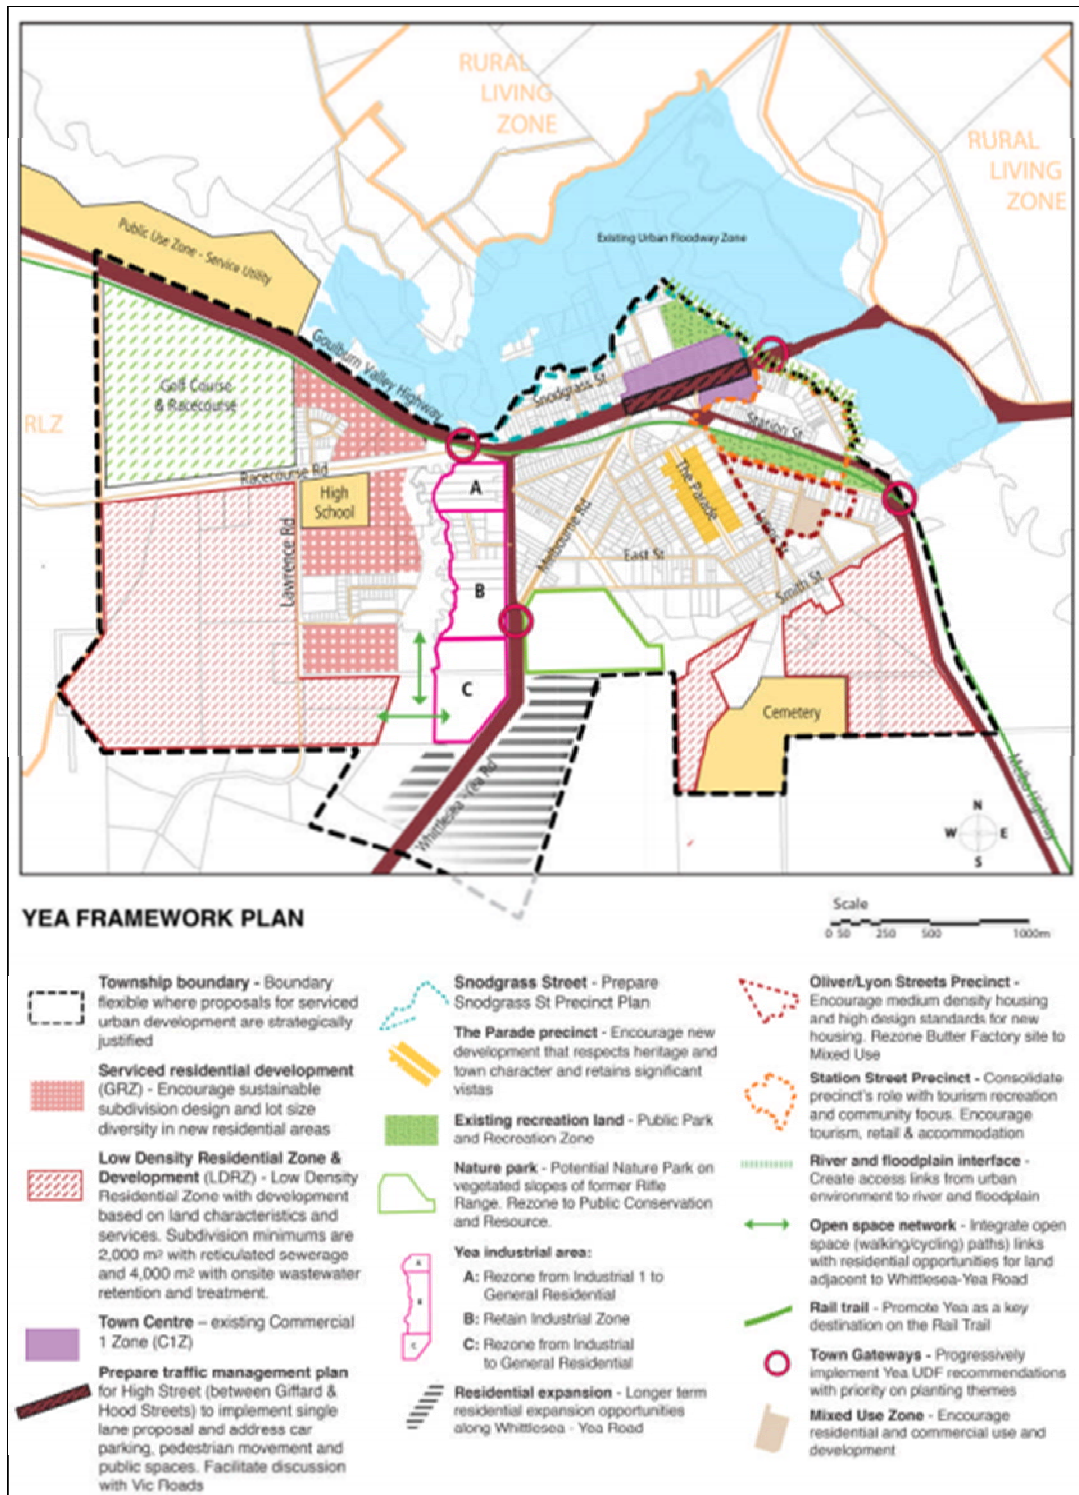 RURAL
LIVING
ZONE
RURAL
LIVING
ZONE
Public Use Zone - Service Utility
Existing Urban Floodway Zone
Goulburn Valley Highway
Golf Course
& Racecourse
Snodgrass St
Station St
RLZ
Racecourse Rd
High
School
A
The Parade
Lawrence Rd
Melbourne Rd
East St
B
Smith St
C
Cemetery
Whittlesea - Yea Rd
Melba Highway
N
W E
S
YEA FRAMEWORK PLAN
Scale
0 50 250 500 1000m
Township boundary - Boundary
flexible where proposals for serviced
urban development are strategically
justified
Serviced residential development
(GRZ) - Encourage sustainable
subdivision design and lot size
diversity in new residential areas
Low Density Residential Zone &
Development (LDRZ) - Low Density
Residential Zone with development
based on land characteristics and
services. Subdivision minimums are
2,000 m2 with reticulated sewerage
and 4,000 m2 with onsite wastewater
retention and treatment.
Town Centre – existing Commercial
1 Zone (C1Z)
Prepare traffic management plan
for High Street (between Giffard &
Hood Streets) to implement single
lane proposal and address car
parking, pedestrian movement and
public spaces. Facilitate discussion
with Vic Roads
Snodgrass Street - Prepare
Snodgrass St Precinct Plan
The Parade precinct - Encourage new
development that respects heritage and
town character and retains significant
vistas
Existing recreation land - Public Park
and Recreation Zone
Nature park - Potential Nature Park on
vegetated slopes of former Rifle
Range. Rezone to Public Conservation
and Resource.
Yea industrial area:
A
B
C
A: Rezone from Industrial 1 to
General Residential
B: Retain Industrial Zone
C: Rezone from Industrial
to General Residential
Residential expansion - Longer term
residential expansion opportunities
along Whittlesea - Yea Road
Oliver/Lyon Streets Precinct -
Encourage medium density housing
and high design standards for new
housing. Rezone Butter Factory site to
Mixed Use
Station Street Precinct - Consolidate
precinct's role with tourism recreation
and community focus. Encourage
tourism, retail & accommodation
River and floodplain interface -
Create access links from urban
environment to river and floodplain
Open space network - Integrate open
space (walking/cycling) paths) links
with residential opportunities for land
adjacent to Whittlesea-Yea Road
Rail trail - Promote Yea as a key
destination on the Rail Trail
Town Gateways - Progressively
implement Yea UDF recommendations
with priority on planting themes
Mixed Use Zone - Encourage
residential and commercial use and
development